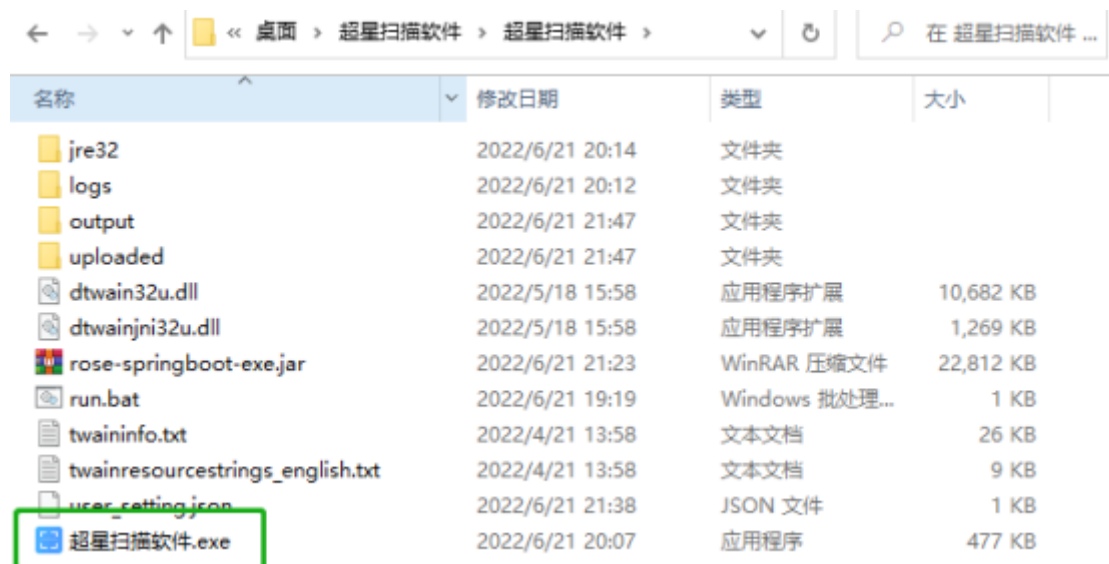 « 桌面 › 超星扫描软件 › 超星扫描软件 › 在 超星扫描软件 ...
名称 修改日期 类型 大小
jre32 2022/6/21 20:14 文件夹
logs 2022/6/21 20:12 文件夹
output 2022/6/21 21:47 文件夹
uploaded 2022/6/21 21:47 文件夹
dtwain32u.dll 2022/5/18 15:58 应用程序扩展 10,682 KB
dtwainjni32u.dll 2022/5/18 15:58 应用程序扩展 1,269 KB
rose-springboot-exe.jar 2022/6/21 21:23 WinRAR 压缩文件 22,812 KB
run.bat 2022/6/21 19:19 Windows 批处理... 1 KB
twaininfo.txt 2022/4/21 13:58 文本文档 26 KB
twainresourcestrings_english.txt 2022/4/21 13:58 文本文档 9 KB
user_setting.json 2022/6/21 21:38 JSON 文件 1 KB
超星扫描软件.exe 2022/6/21 20:07 应用程序 477 KB